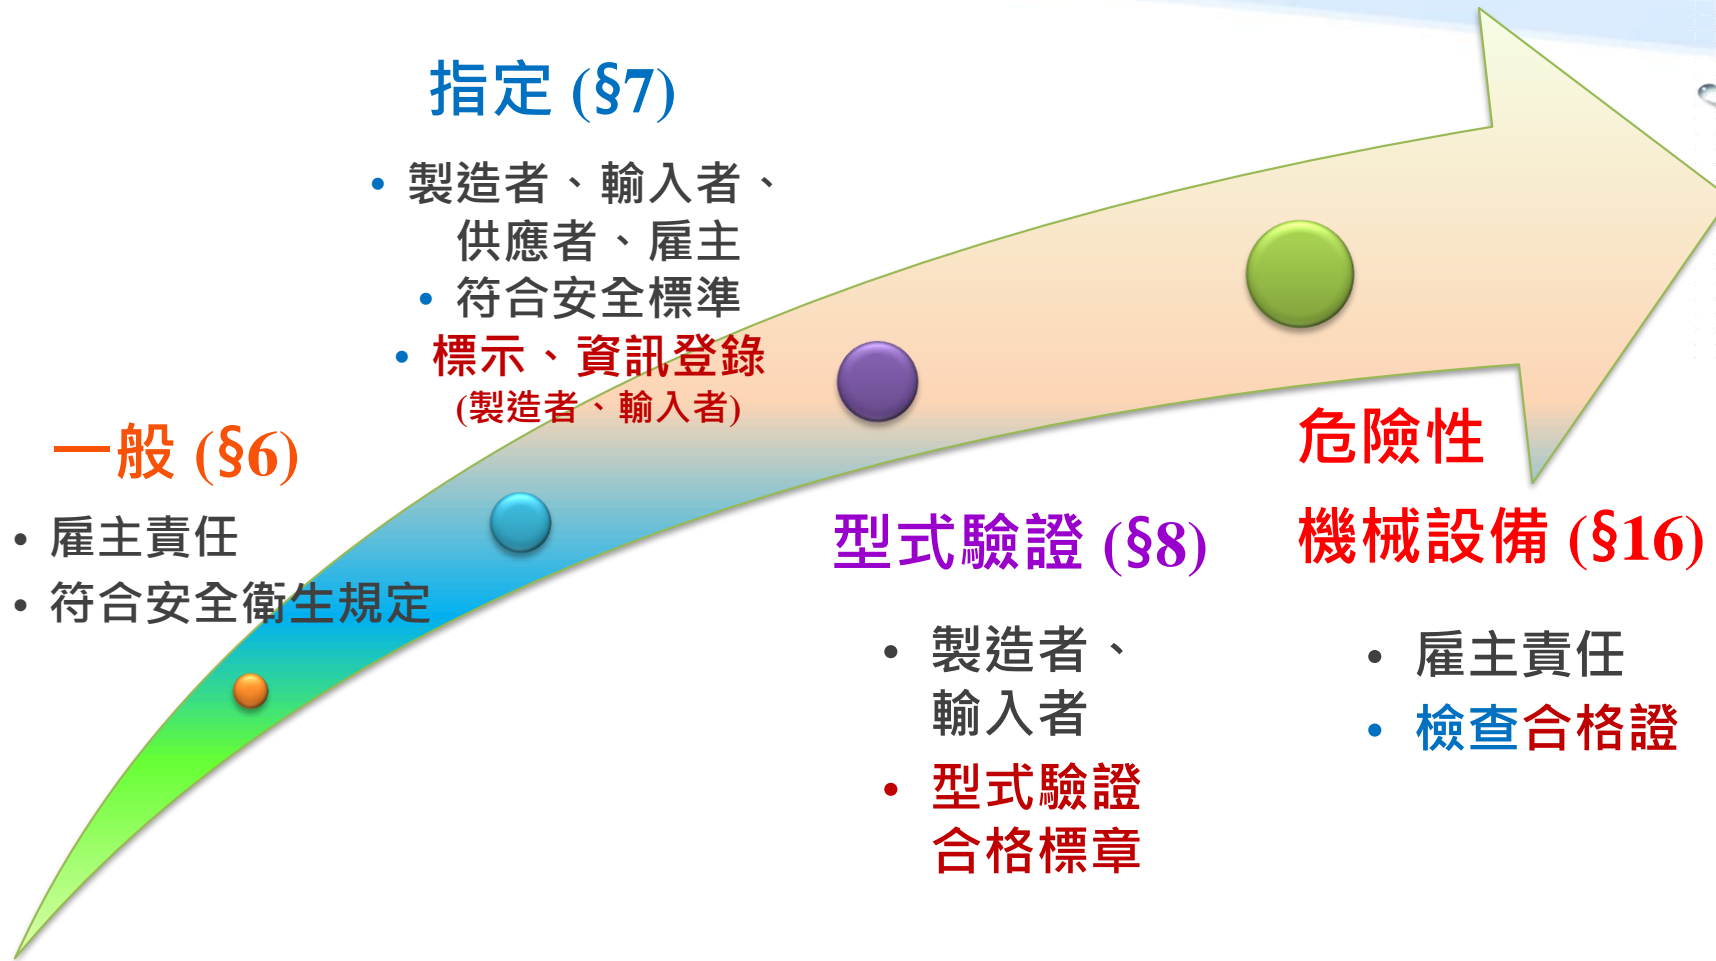 指定 (§7)
• 製造者、輸入者、
供應者、雇主
• 符合安全標準
• 標示、資訊登錄
(製造者、輸入者)
一般 (§6)
• 雇主責任
• 符合安全衛生規定
型式驗證 (§8)
• 製造者、
輸入者
• 型式驗證
合格標章
危險性
機械設備 (§16)
• 雇主責任
• 檢查合格證